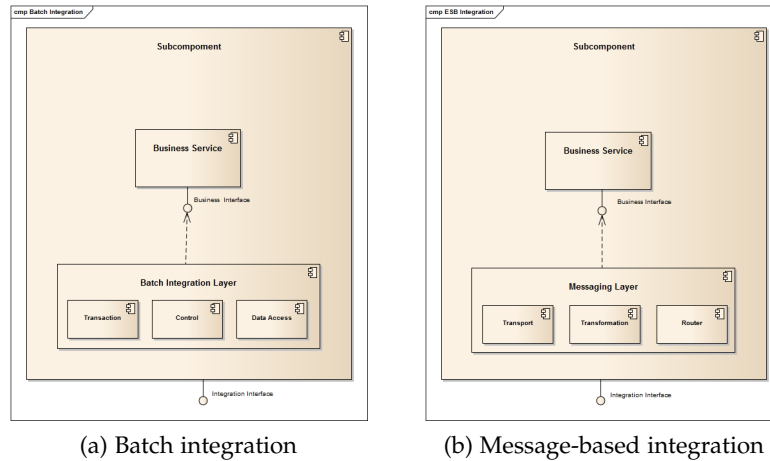 cmp Batch Integration
Subcompoment
Business Service
Business Interface
Batch Integration Layer
Transaction
Control
Data Access
Integration Interface
(a) Batch integration
cmp ESB Integration
Subcomponent
Business Service
Business Interface
Messaging Layer
Transport
Transformation
Router
Integration Interface
(b) Message-based integration